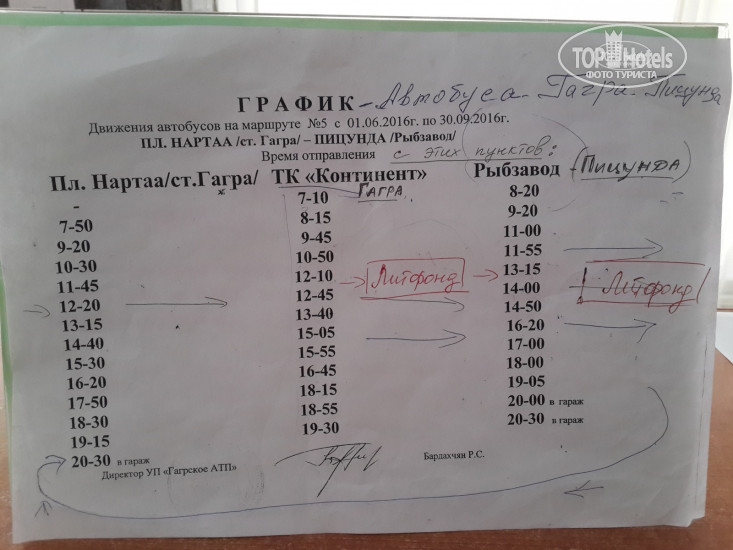 TOP Hotels
ФОТО ТУРИСТА
ГРАФИК - Автобуса Гагра-Пицунда
Движения автобусов на маршруте №5 с 01.06.2016г. по 30.09.2016г.
ПЛ. НАРТАА /ст. Гагра/ – ПИЦУНДА /Рыбзавод/
Время отправления с этих пунктов:
Пл. Нартаа/ст.Гагра/ ТК «Континент» Рыбзавод (Пицунда)
- 7-10 Гагра 8-20
7-50 8-15 9-20
9-20 9-45 11-00
10-30 10-50 11-55
11-45 12-10 Литфонд 13-15
12-20 12-45 14-00 Литфонд
13-15 13-40 14-50
14-40 15-05 16-20
15-30 15-55 17-00
16-20 16-45 18-00
17-50 18-15 19-05
18-30 18-55 20-00 в гараж
19-15 19-30 20-30 в гараж
20-30 в гараж
Директор УП «Гагрское АТП» Бардахчян Р.С.